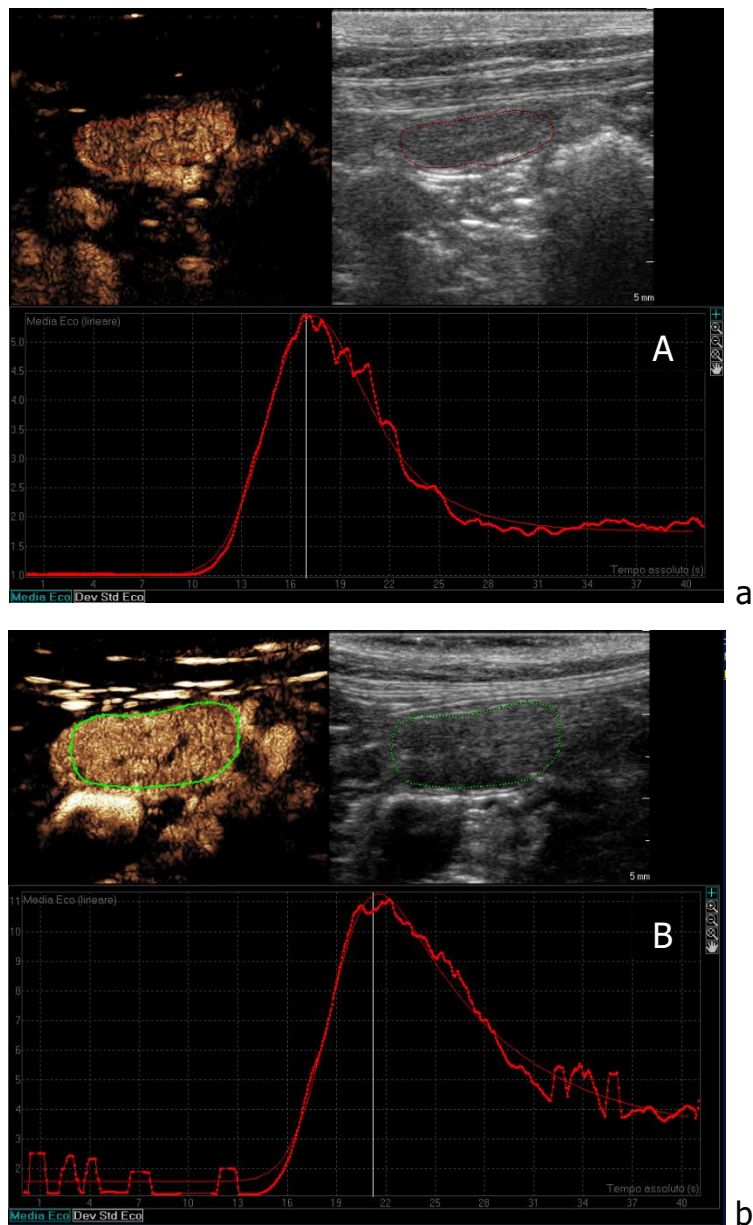 5 mm
Media Eco (lineare)
A
5.0
4.5
4.0
3.5
3.0
2.5
2.0
1.5
1.0
1 4 7 10 13 16 19 22 25 28 31 34 37 40
Tempo assoluto (s)
Media Eco Dev Std Eco
a
5 mm
Media Eco (lineare)
B
11
10
9
8
7
6
5
4
3
2
1 4 7 10 13 16 19 22 25 28 31 34 37 40
Tempo assoluto (s)
Media Eco Dev Std Eco
b